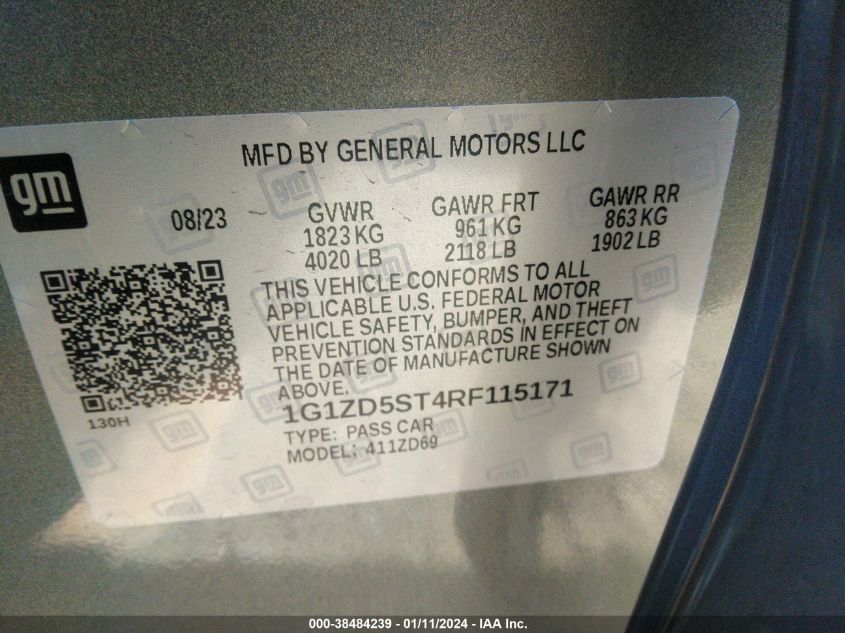 MFD BY GENERAL MOTORS LLC
gm
08/23
GVWR
1823 KG
4020 LB
GAWR FRT
961 KG
2118 LB
GAWR RR
863 KG
1902 LB
THIS VEHICLE CONFORMS TO ALL
APPLICABLE U.S. FEDERAL MOTOR
VEHICLE SAFETY, BUMPER, AND THEFT
PREVENTION STANDARDS IN EFFECT ON
THE DATE OF MANUFACTURE SHOWN
ABOVE.
1G1ZD5ST4RF115171
130H
TYPE: PASS CAR
MODEL: 411ZD69
000-38484239 - 01/11/2024 - IAA Inc.